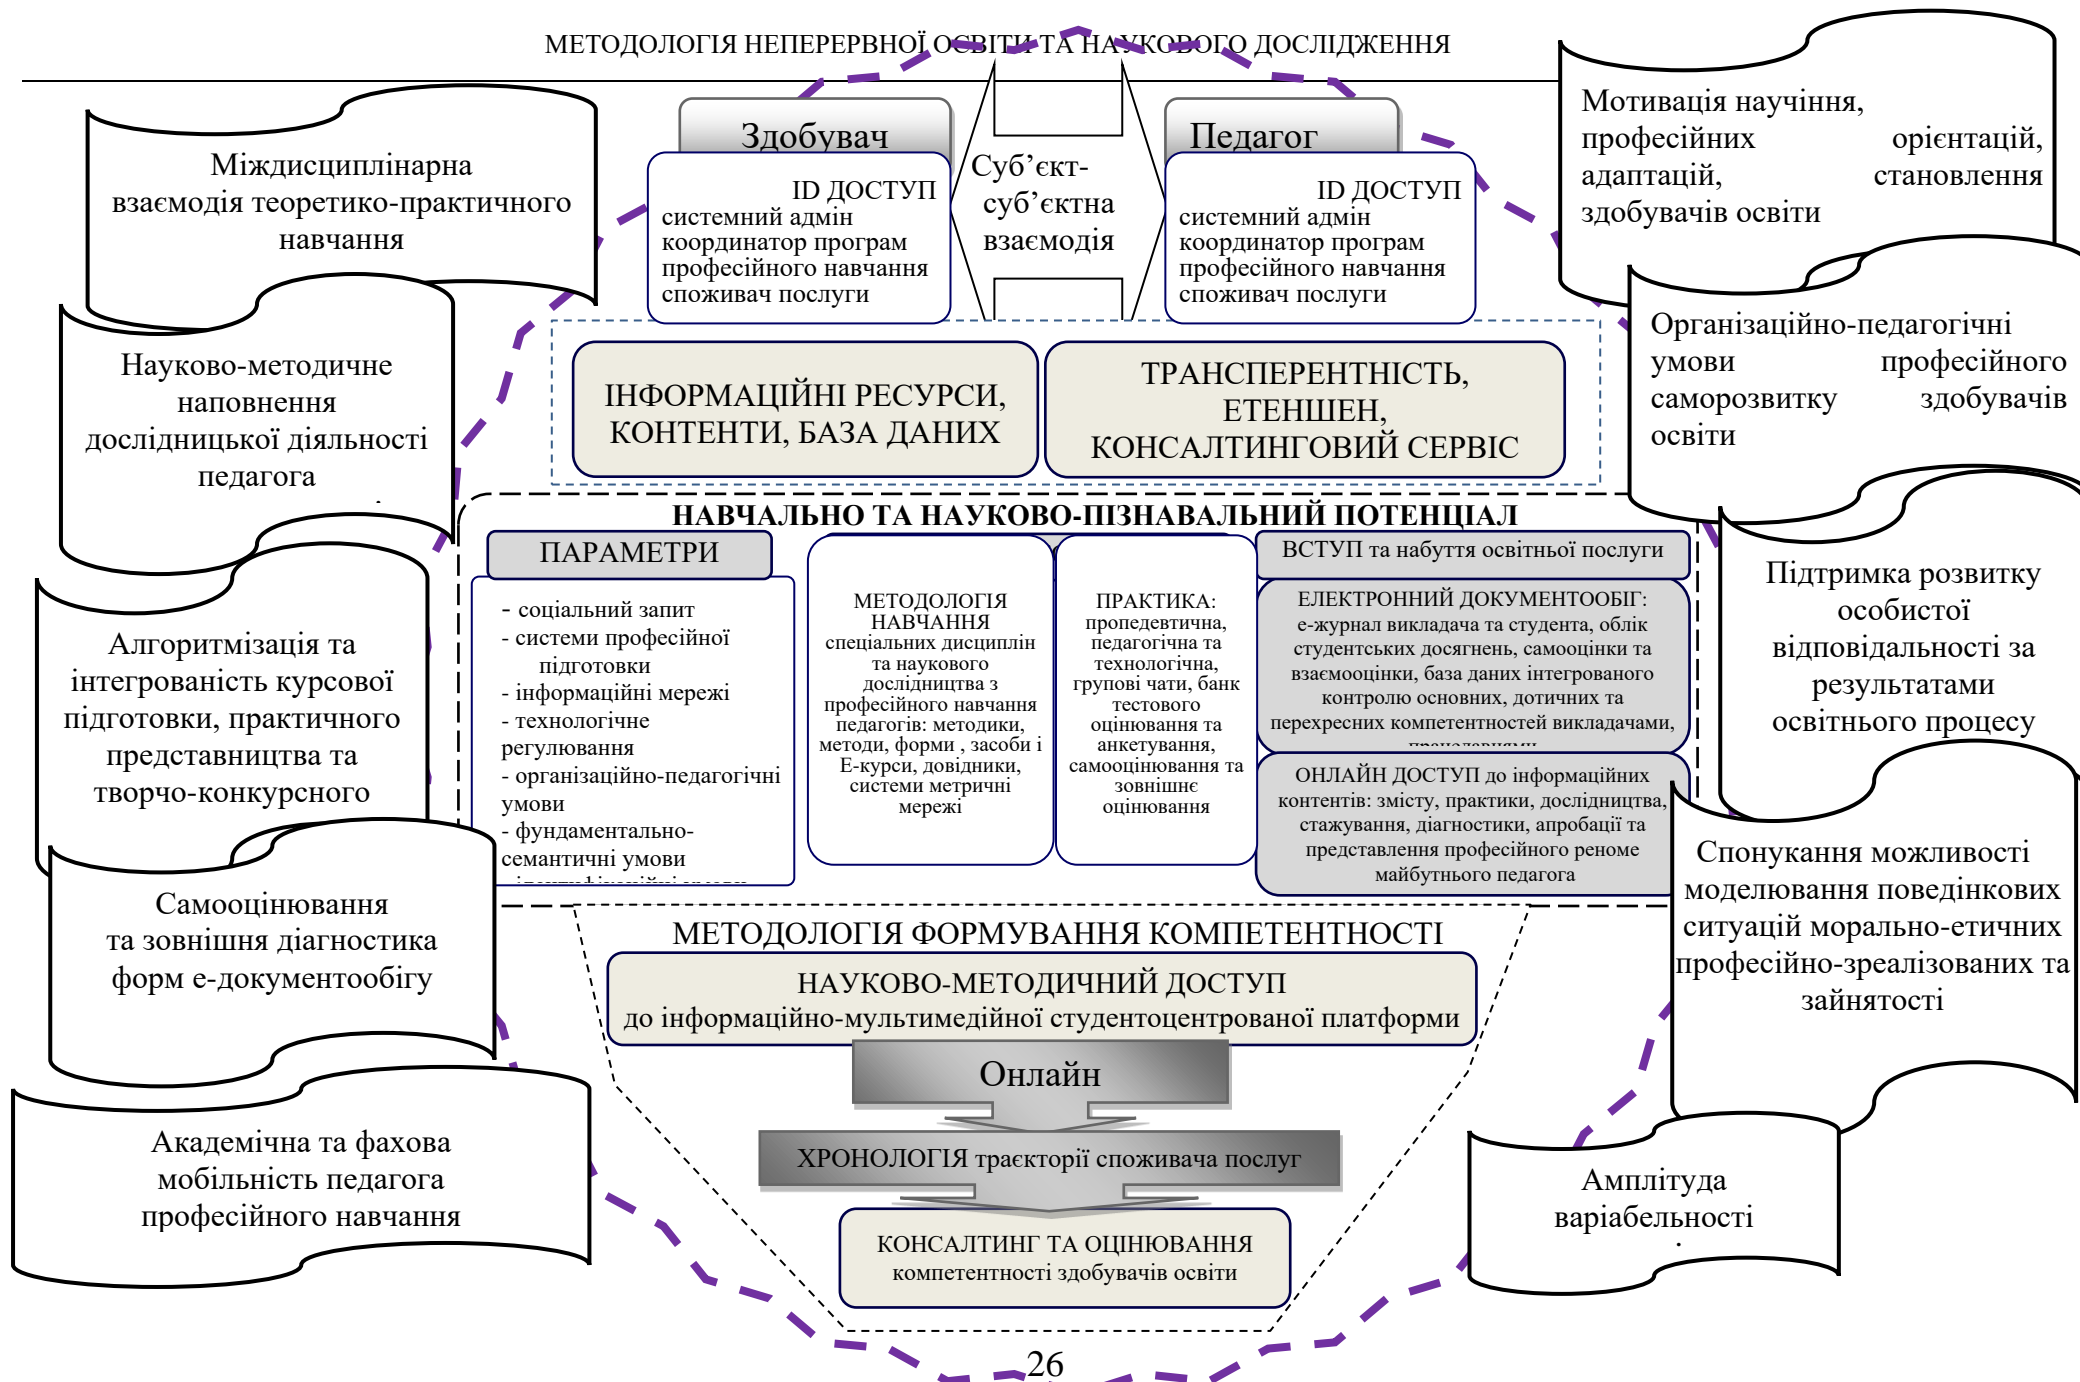 МЕТОДОЛОГІЯ НЕПЕРЕРВНОЇ ОСВІТИ ТА НАУКОВОГО ДОСЛІДЖЕННЯ
Здобувач
ID ДОСТУП
системний адмін
координатор програм
професійного навчання
споживач послуги
Суб’єкт-
суб’єктна
взаємодія
Педагог
ID ДОСТУП
системний адмін
координатор програм
професійного навчання
споживач послуги
Міждисциплінарна
взаємодія теоретико-практичного
навчання
Науково-методичне
наповнення
дослідницької діяльності
педагога
Алгоритмізація та
інтегрованість курсової
підготовки, практичного
представництва та
творчо-конкурсного
Самооцінювання
та зовнішня діагностика
форм е-документообігу
Академічна та фахова
мобільність педагога
професійного навчання
ІНФОРМАЦІЙНІ РЕСУРСИ,
КОНТЕНТИ, БАЗА ДАНИХ
ТРАНСПЕРЕНТНІСТЬ,
ЕТЕНШЕН,
КОНСАЛТИНГОВИЙ СЕРВІС
НАВЧАЛЬНО ТА НАУКОВО-ПІЗНАВАЛЬНИЙ ПОТЕНЦІАЛ
ПАРАМЕТРИ
- соціальний запит
- системи професійної
підготовки
- інформаційні мережі
- технологічне
регулювання
- організаційно-педагогічні
умови
- фундаментально-
семантичні умови
МЕТОДОЛОГІЯ
НАВЧАННЯ
спеціальних дисциплін
та наукового
дослідництва з
професійного навчання
педагогів: методики,
методи, форми , засоби і
Е-курси, довідники,
системи метричні
мережі
ПРАКТИКА:
пропедевтична,
педагогічна та
технологічна,
групові чати, банк
тестового
оцінювання та
анкетування,
самооцінювання та
зовнішнє
оцінювання
ВСТУП та набуття освітньої послуги
ЕЛЕКТРОННИЙ ДОКУМЕНТООБІГ:
е-журнал викладача та студента, облік
студентських досягнень, самооцінки та
взаємооцінки, база даних інтегрованого
контролю основних, дотичних та
перехресних компетентностей викладачами,
ОНЛАЙН ДОСТУП до інформаційних
контентів: змісту, практики, дослідництва,
стажування, діагностики, апробації та
представлення професійного реноме
майбутнього педагога
МЕТОДОЛОГІЯ ФОРМУВАННЯ КОМПЕТЕНТНОСТІ
НАУКОВО-МЕТОДИЧНИЙ ДОСТУП
до інформаційно-мультимедійної студентоцентрованої платформи
Онлайн
ХРОНОЛОГІЯ траєкторії споживача послуг
КОНСАЛТИНГ ТА ОЦІНЮВАННЯ
компетентності здобувачів освіти
Мотивація научіння,
професійних орієнтацій,
адаптацій, становлення
здобувачів освіти
Організаційно-педагогічні
умови професійного
саморозвитку здобувачів
освіти
Підтримка розвитку
особистої
відповідальності за
результатами
освітнього процесу
Спонукання можливості
моделювання поведінкових
ситуацій морально-етичних
професійно-зреалізованих та
зайнятості
Амплітуда
варіабельності
26